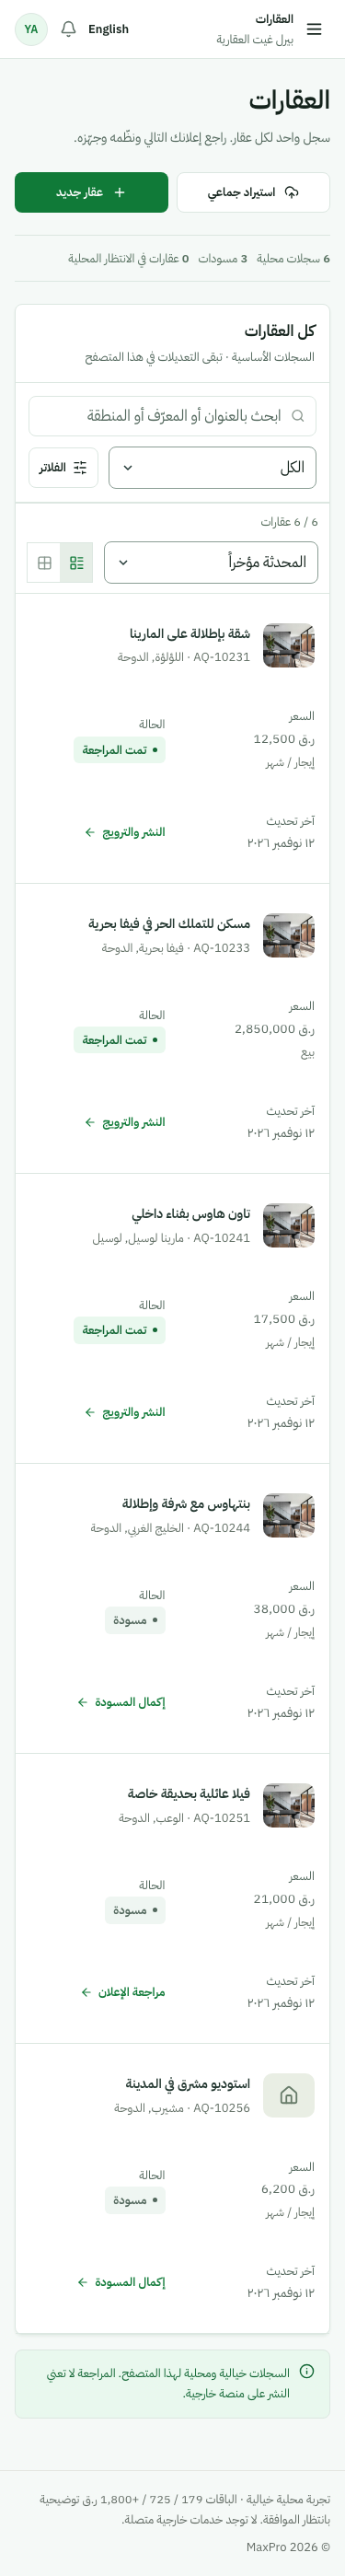 العقارات
بيرل غيت العقارية
English
YA
العقارات
سجل واحد لكل عقار. راجع إعلانك التالي ونظّمه وجهّزه.
استيراد جماعي
عقار جديد
6 سجلات محلية 3 مسودات 0 عقارات في الانتظار المحلية
كل العقارات
السجلات الأساسية · تبقى التعديلات في هذا المتصفح
ابحث بالعنوان أو المعرّف أو المنطقة
الكل
الفلاتر
6 / 6 عقارات
المحدثة مؤخراً
شقة بإطلالة على المارينا
AQ-10231 · اللؤلؤة, الدوحة
السعر
ر.ق 12,500
إيجار / شهر
الحالة
تمت المراجعة
آخر تحديث
١٢ نوفمبر ٢٠٢٦
النشر والترويج
مسكن للتملك الحر في فيفا بحرية
AQ-10233 · فيفا بحرية, الدوحة
السعر
ر.ق 2,850,000
بيع
الحالة
تمت المراجعة
آخر تحديث
١٢ نوفمبر ٢٠٢٦
النشر والترويج
تاون هاوس بفناء داخلي
AQ-10241 · مارينا لوسيل, لوسيل
السعر
ر.ق 17,500
إيجار / شهر
الحالة
تمت المراجعة
آخر تحديث
١٢ نوفمبر ٢٠٢٦
النشر والترويج
بنتهاوس مع شرفة وإطلالة
AQ-10244 · الخليج الغربي, الدوحة
السعر
ر.ق 38,000
إيجار / شهر
الحالة
مسودة
آخر تحديث
١٢ نوفمبر ٢٠٢٦
إكمال المسودة
فيلا عائلية بحديقة خاصة
AQ-10251 · الوعب, الدوحة
السعر
ر.ق 21,000
إيجار / شهر
الحالة
مسودة
آخر تحديث
١٢ نوفمبر ٢٠٢٦
مراجعة الإعلان
استوديو مشرق في المدينة
AQ-10256 · مشيرب, الدوحة
السعر
ر.ق 6,200
إيجار / شهر
الحالة
مسودة
آخر تحديث
١٢ نوفمبر ٢٠٢٦
إكمال المسودة
السجلات خيالية ومحلية لهذا المتصفح. المراجعة لا تعني
النشر على منصة خارجية.
تجربة محلية خيالية · الباقات 179 / 725 / +1,800 ر.ق توضيحية
بانتظار الموافقة. لا توجد خدمات خارجية متصلة.
© 2026 MaxPro